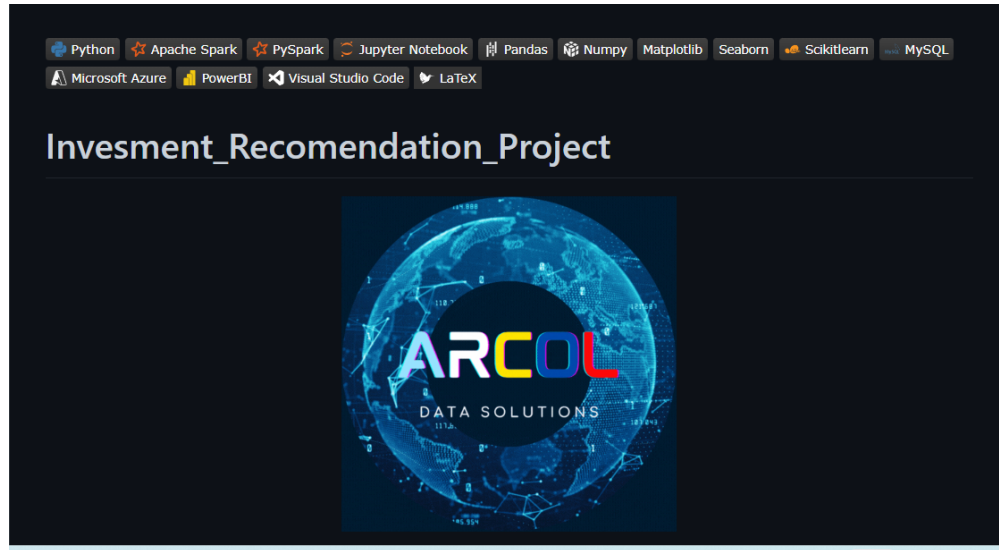 Python Apache Spark PySpark Jupyter Notebook Pandas Numpy Matplotlib Seaborn Scikitlearn MySQL
Microsoft Azure PowerBI Visual Studio Code LaTeX
Invesment_Recomendation_Project
ARCOL
DATA SOLUTIONS